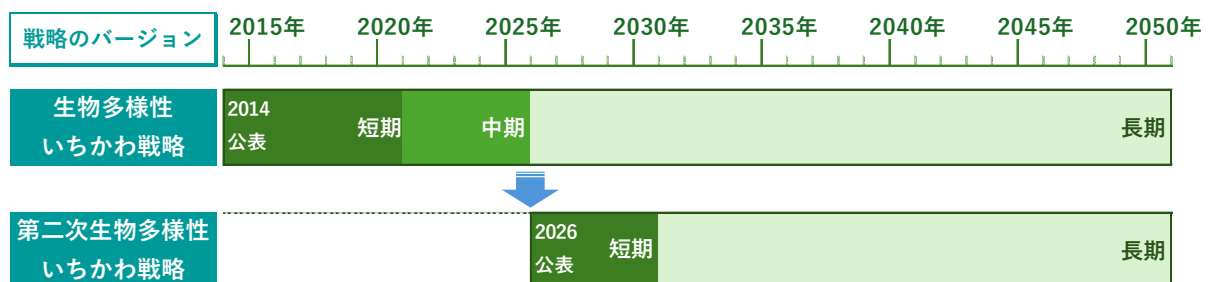 戦略のバージョン
2015年 2020年 2025年 2030年 2035年 2040年 2045年 2050年
生物多様性
いちかわ戦略
2014
公表
短期
中期
長期
第二次生物多様性
いちかわ戦略
2026
公表
短期
長期